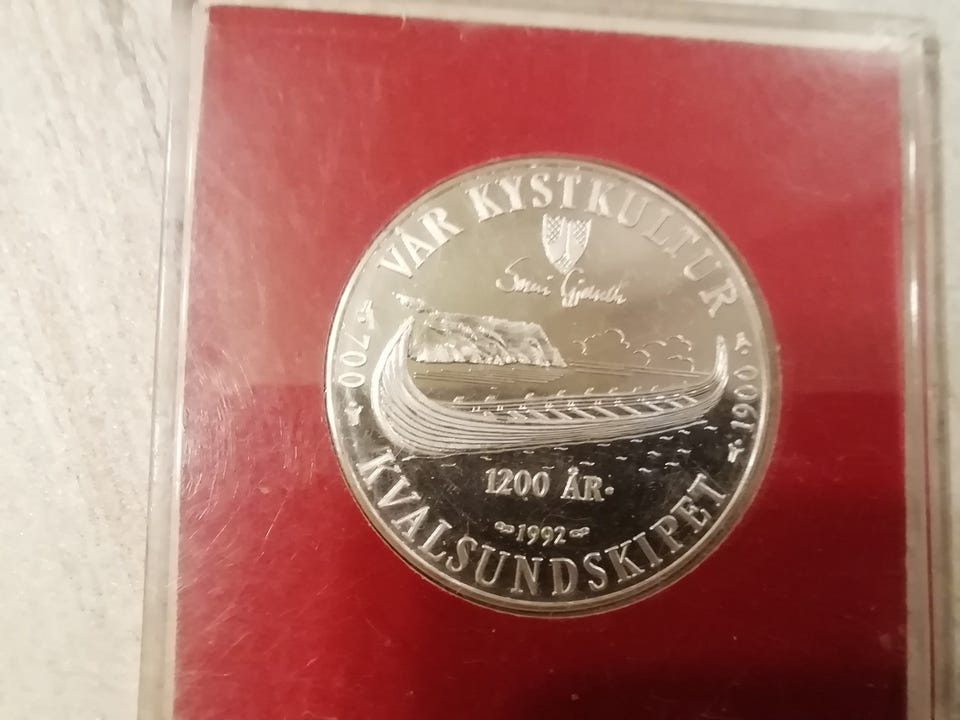 VÅR KYSTKULTUR
700
1900
1200 ÅR
1992
KVALSUNDSKIPET